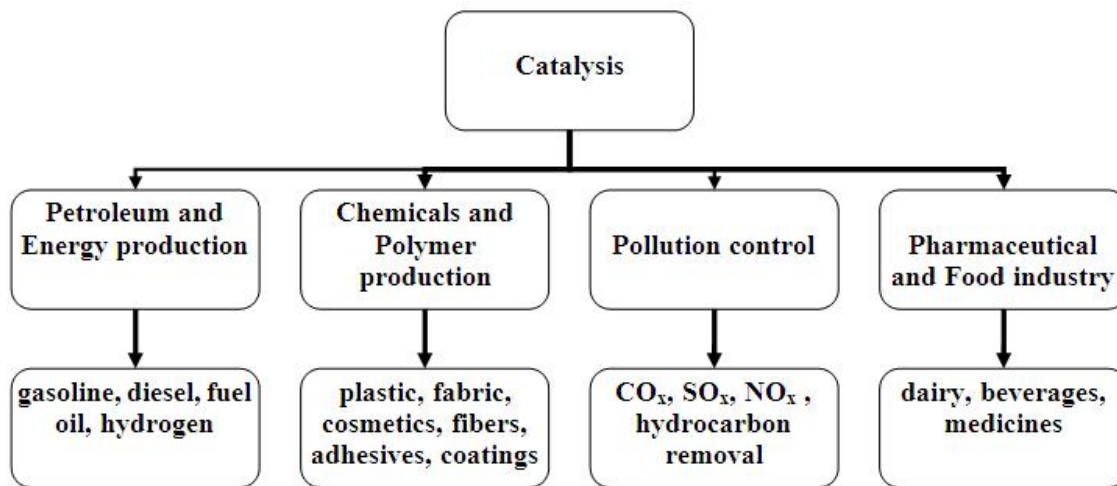 Catalysis
Petroleum and
Energy production
Chemicals and
Polymer
production
Pollution control
Pharmaceutical
and Food industry
gasoline, diesel, fuel
oil, hydrogen
plastic, fabric,
cosmetics, fibers,
adhesives, coatings
COₓ, SOₓ, NOₓ ,
hydrocarbon
removal
dairy, beverages,
medicines